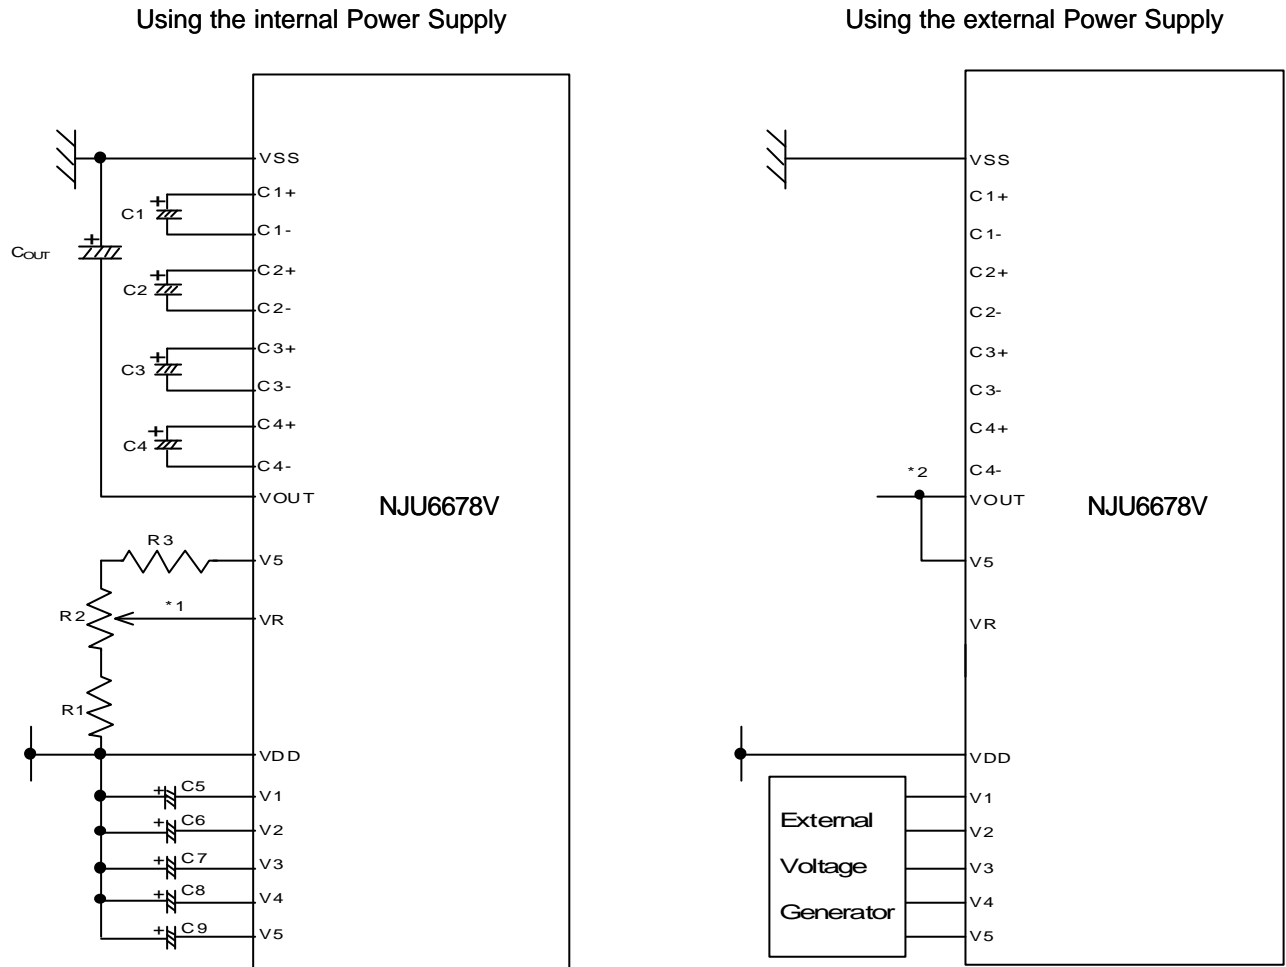 Using the internal Power Supply
VSS
C1+
C1
C1-
COUT
C2+
C2
C2-
C3+
C3
C3-
C4+
C4
C4-
VOUT
NJU6678V
R3
V5
R2
*1
VR
R1
VDD
C5
V1
C6
V2
C7
V3
C8
V4
C9
V5
Using the external Power Supply
VSS
C1+
C1-
C2+
C2-
C3+
C3-
C4+
*2
C4-
VOUT
NJU6678V
V5
VR
VDD
External
Voltage
Generator
V1
V2
V3
V4
V5